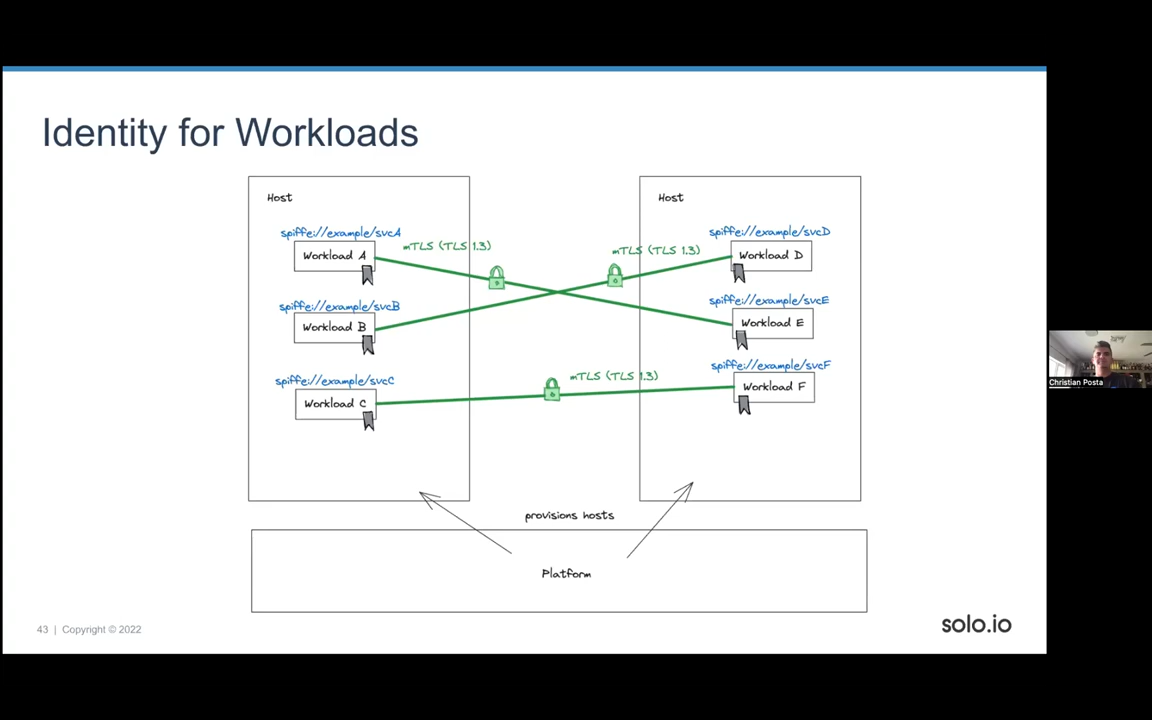 Identity for Workloads
Host
spiffe://example/svcA
Workload A
mTLS (TLS 1.3)
spiffe://example/svcB
Workload B
spiffe://example/svcC
Workload C
Host
spiffe://example/svcD
mTLS (TLS 1.3)
Workload D
spiffe://example/svcE
Workload E
spiffe://example/svcF
mTLS (TLS 1.3)
Workload F
provisions hosts
Platform
43 | Copyright © 2022
solo.io
Christian Posta